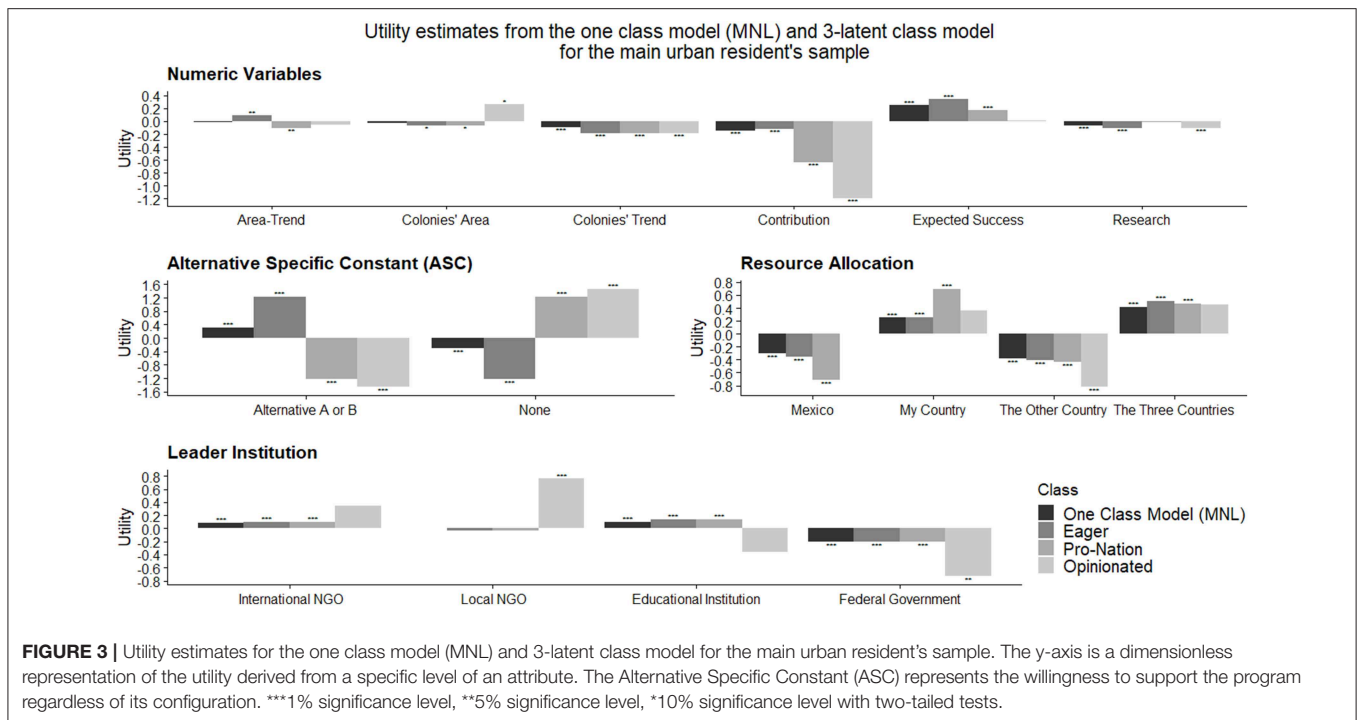 Utility estimates from the one class model (MNL) and 3-latent class model
for the main urban resident's sample
Numeric Variables
Utility
0.4
0.2
0.0
-0.2
-0.4
-0.6
-0.8
-1.0
-1.2
** ** * * * *** *** *** *** *** *** *** *** *** *** *** *** *** ***
Area-Trend Colonies' Area Colonies' Trend Contribution Expected Success Research
Alternative Specific Constant (ASC)
Utility
1.6
1.2
0.8
0.4
0.0
-0.4
-0.8
-1.2
-1.6
*** *** *** *** *** *** *** ***
Alternative A or B None
Resource Allocation
Utility
0.8
0.6
0.4
0.2
0.0
-0.2
-0.4
-0.6
-0.8
*** *** *** *** *** *** *** *** *** *** *** *** ***
Mexico My Country The Other Country The Three Countries
Leader Institution
Utility
0.8
0.6
0.4
0.2
0.0
-0.2
-0.4
-0.6
-0.8
*** *** *** *** *** *** *** *** *** *** **
International NGO Local NGO Educational Institution Federal Government
Class
One Class Model (MNL)
Eager
Pro-Nation
Opinionated
FIGURE 3 | Utility estimates for the one class model (MNL) and 3-latent class model for the main urban resident's sample. The y-axis is a dimensionless
representation of the utility derived from a specific level of an attribute. The Alternative Specific Constant (ASC) represents the willingness to support the program
regardless of its configuration. ***1% significance level, **5% significance level, *10% significance level with two-tailed tests.